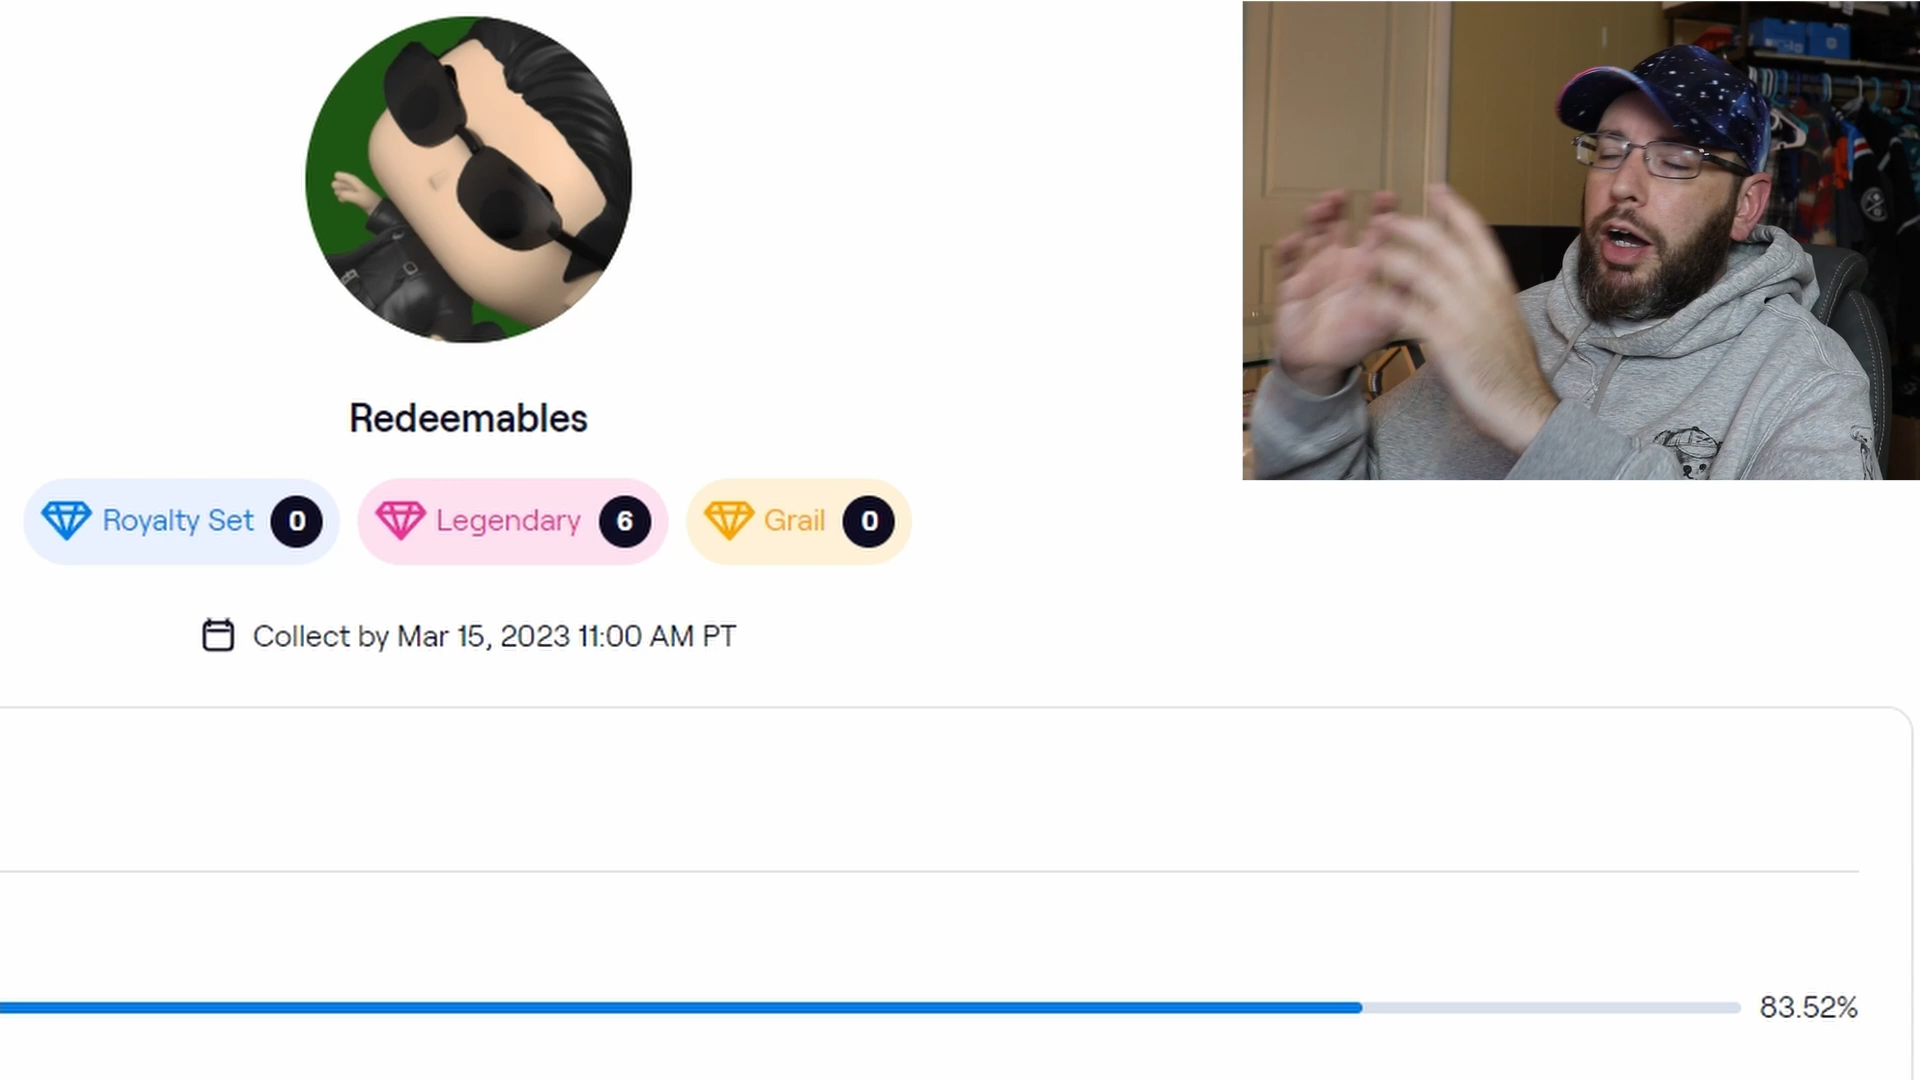 Redeemables
Royalty Set 0
Legendary 6
Grail 0
Collect by Mar 15, 2023 11:00 AM PT
83.52%